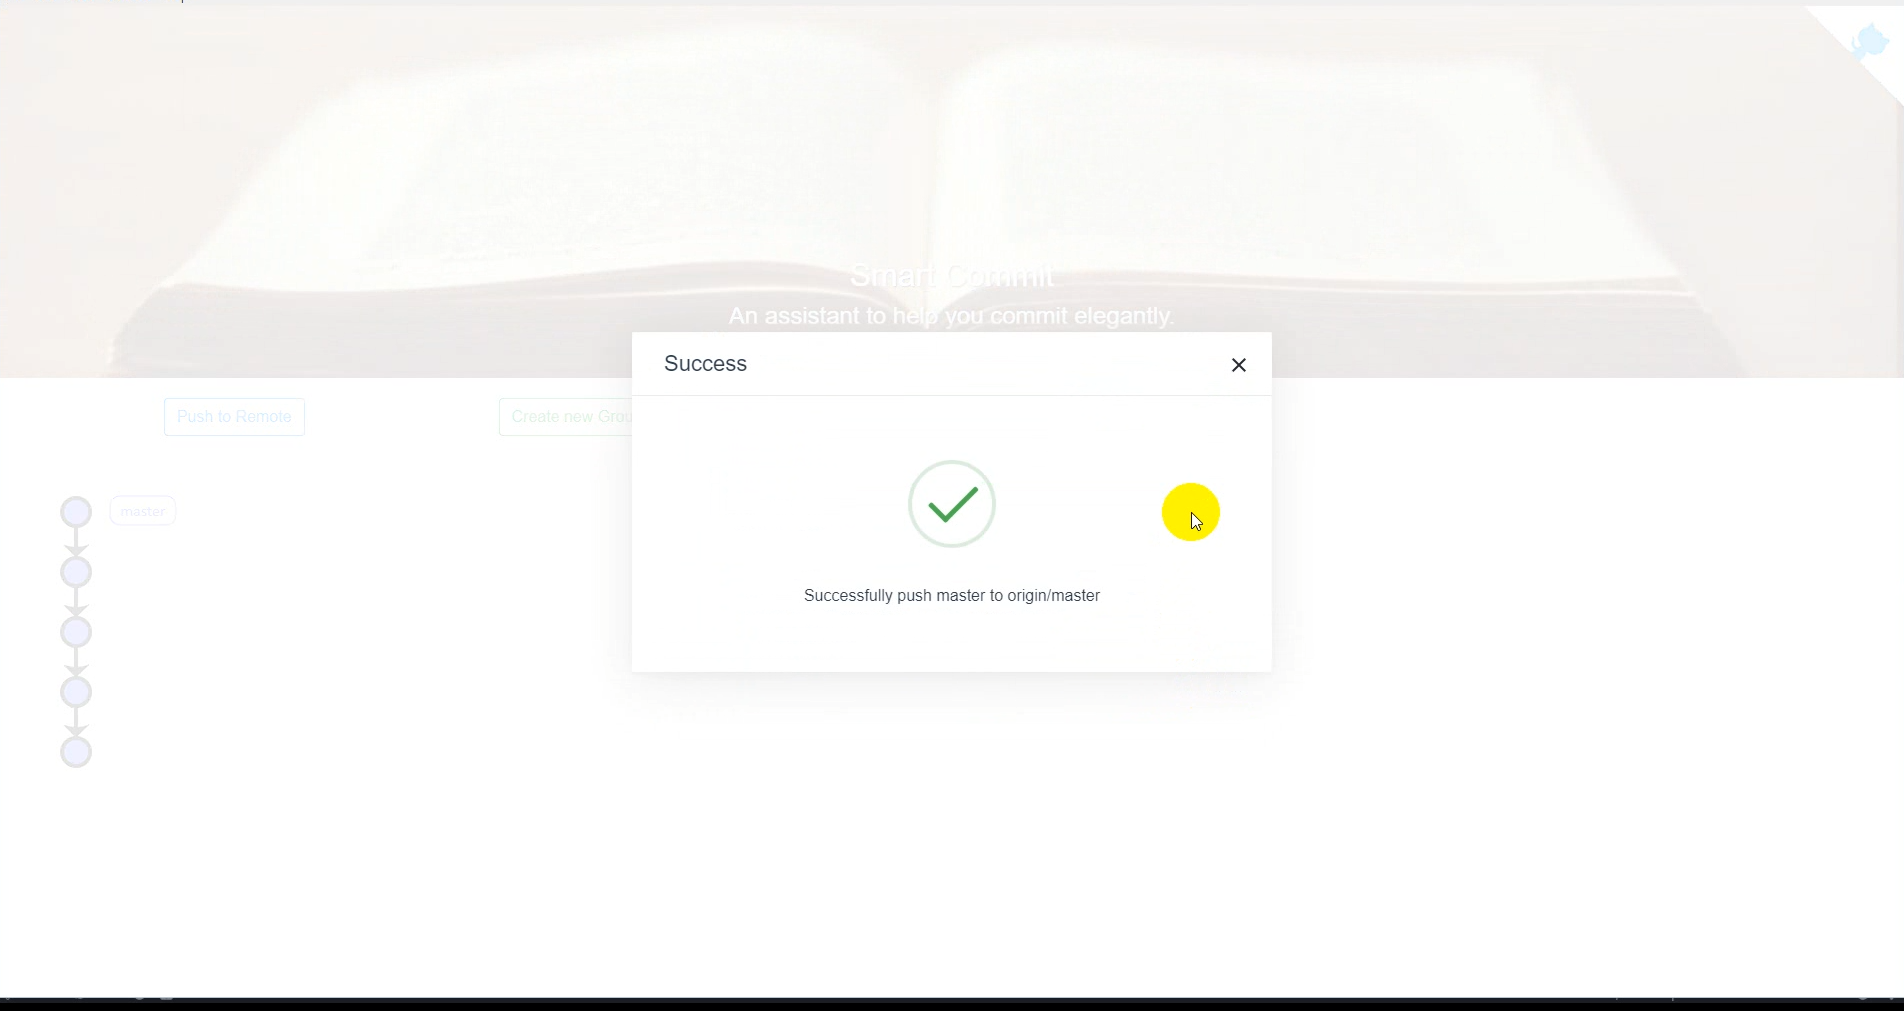 Smart Commit
An assistant to help you commit elegantly.
Success
Push to Remote
Create new Grou
master
Successfully push master to origin/master